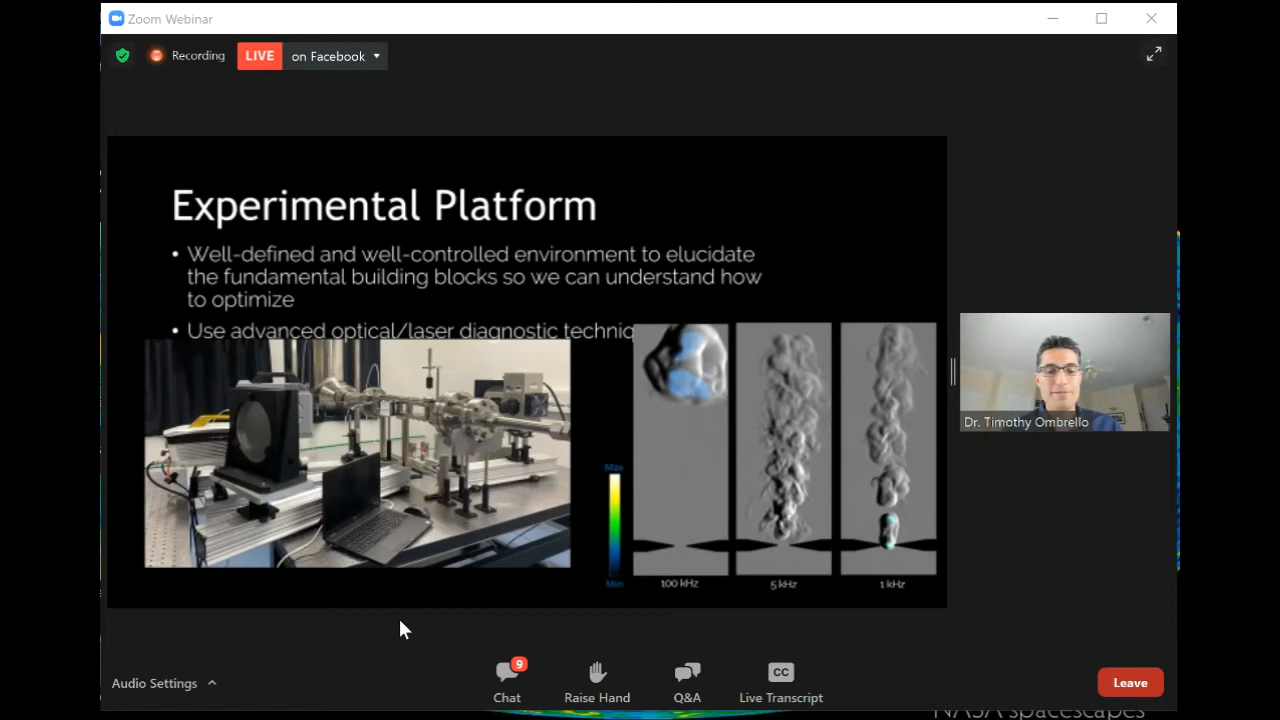 Zoom Webinar
Recording
LIVE
on Facebook
Experimental Platform
• Well-defined and well-controlled environment to elucidate
the fundamental building blocks so we can understand how
to optimize
• Use advanced optical/laser diagnostic
Max
Min
100 kHz
5 kHz
1 kHz
Dr. Timothy Ombrello
Audio Settings
9
Chat
Raise Hand
Q&A
CC
Live Transcript
Leave
NASA spacescapes